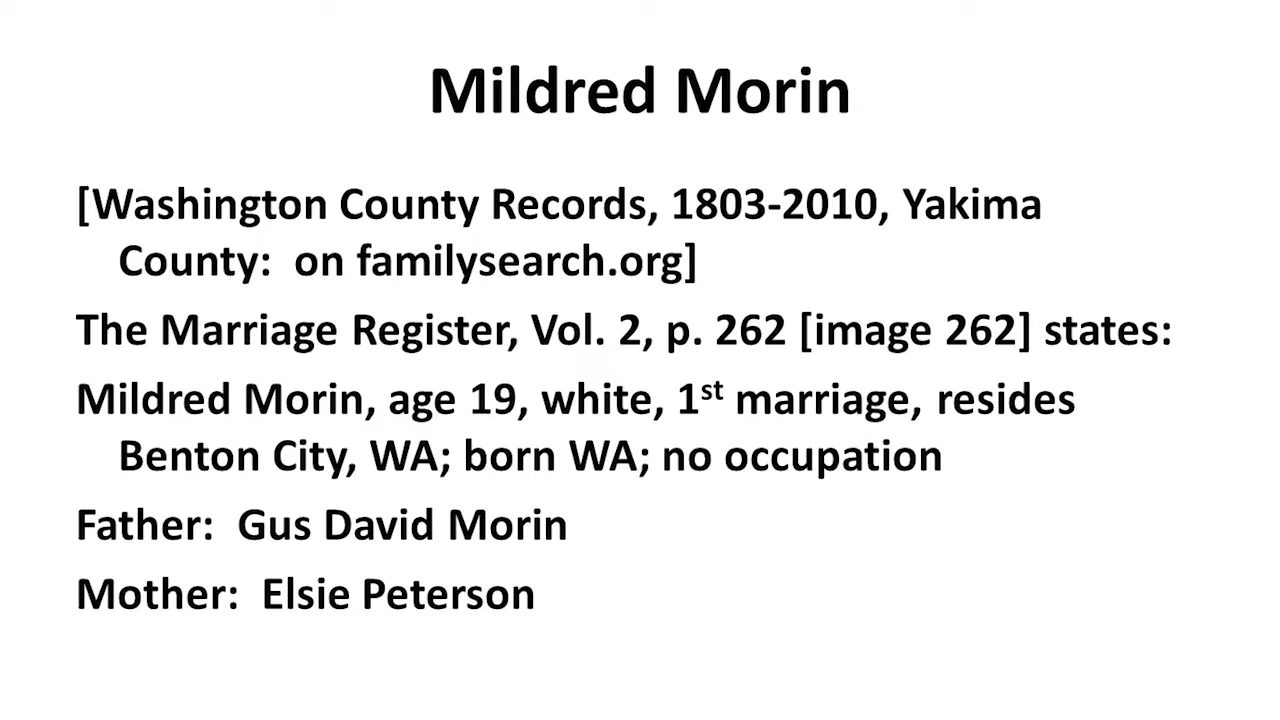 Mildred Morin
[Washington County Records, 1803-2010, Yakima
County:  on familysearch.org]
The Marriage Register, Vol. 2, p. 262 [image 262] states:
Mildred Morin, age 19, white, 1st marriage, resides
Benton City, WA; born WA; no occupation
Father:  Gus David Morin
Mother:  Elsie Peterson